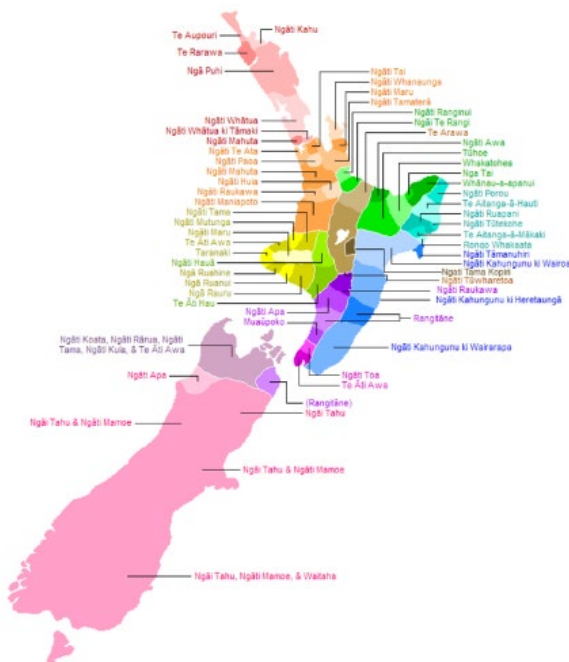 Ngāti Kahu
Te Aupouri
Te Rarawa
Ngā Puhi
Ngāti Tai
Ngāti Whanaunga
Ngāti Maru
Ngāti Tamaterā
Ngāti Ranginui
Ngāi Te Rangi
Te Arawa
Ngāti Awa
Tūhoe
Whakatohea
Nga Tai
Whānau-a-apanui
Ngāti Porou
Te Aitanga-ā-Hauti
Ngāti Ruapani
Ngāti Tūtekohe
Te Aitanga-ā-Mākaki
Rongo Whakaata
Ngāi Tāmanuhiri
Ngāti Kahungunu ki Wairoa
Ngāti Tama Kopiri
Ngāti Tūwharetoa
Ngāti Raukawa
Ngāti Kahungunu ki Heretaungā
Rangitāne
Ngāti Kahungunu ki Wairarapa
Ngāti Whātua
Ngāti Whātua ki Tāmaki
Ngāti Mahuta
Ngāti Te Ata
Ngāti Paoa
Ngāti Mahuta
Ngāti Huia
Ngāti Raukawa
Ngāti Maniapoto
Ngāti Tama
Ngāti Mutunga
Ngāti Maru
Te Āti Awa
Taranaki
Ngāti Hauā
Ngā Ruahine
Ngā Ruanui
Ngā Rauru
Te Āti Hau
Ngāti Apa
Muaūpoko
Ngāti Toa
Te Āti Awa
(Rangitāne)
Ngāti Koata, Ngāti Rārua, Ngāti
Tama, Ngāti Kuia, & Te Āti Awa
Ngāti Apa
Ngāi Tahu
Ngāi Tahu & Ngāti Mamoe
Ngāi Tahu & Ngāti Mamoe
Ngāi Tahu, Ngāti Mamoe, & Waitaha